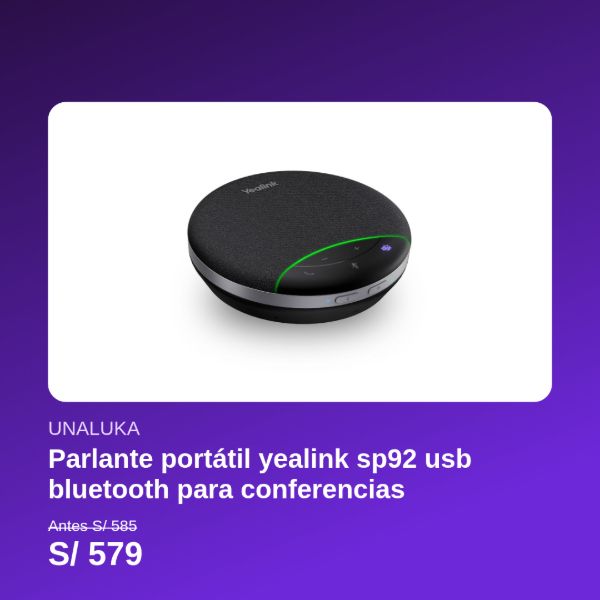 Yealink
UNALUKA
Parlante portátil yealink sp92 usb
bluetooth para conferencias
Antes S/ 585
S/ 579